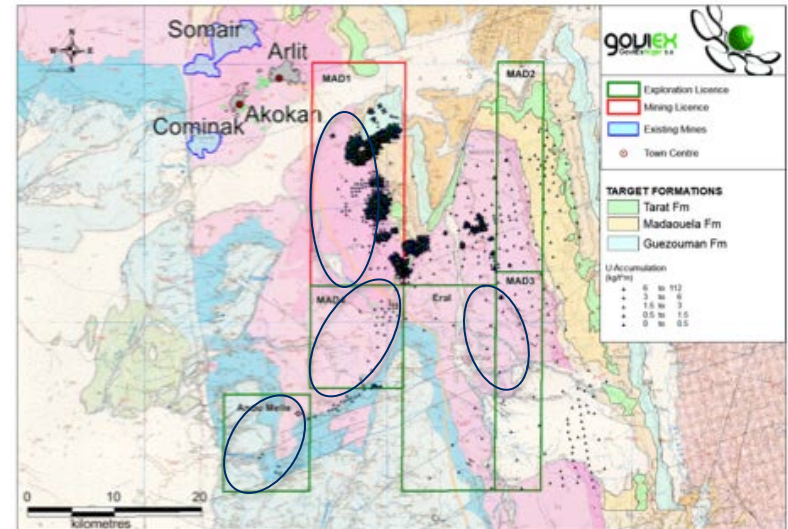 Somair
Arlit
Akokan
Cominak
N
W
E
S
MAD1
MAD2
MAD3
MAD4
Eral
Anou Melle
0 10 20
kilometres
goviEX
Exploration Licence
Mining Licence
Existing Mines
Town Centre
TARGET FORMATIONS
Tarat Fm
Madaouela Fm
Guezouman Fm
U Accumulation
6 to 112
3 to 6
1.5 to 3
0.5 to 1.5
0 to 0.5